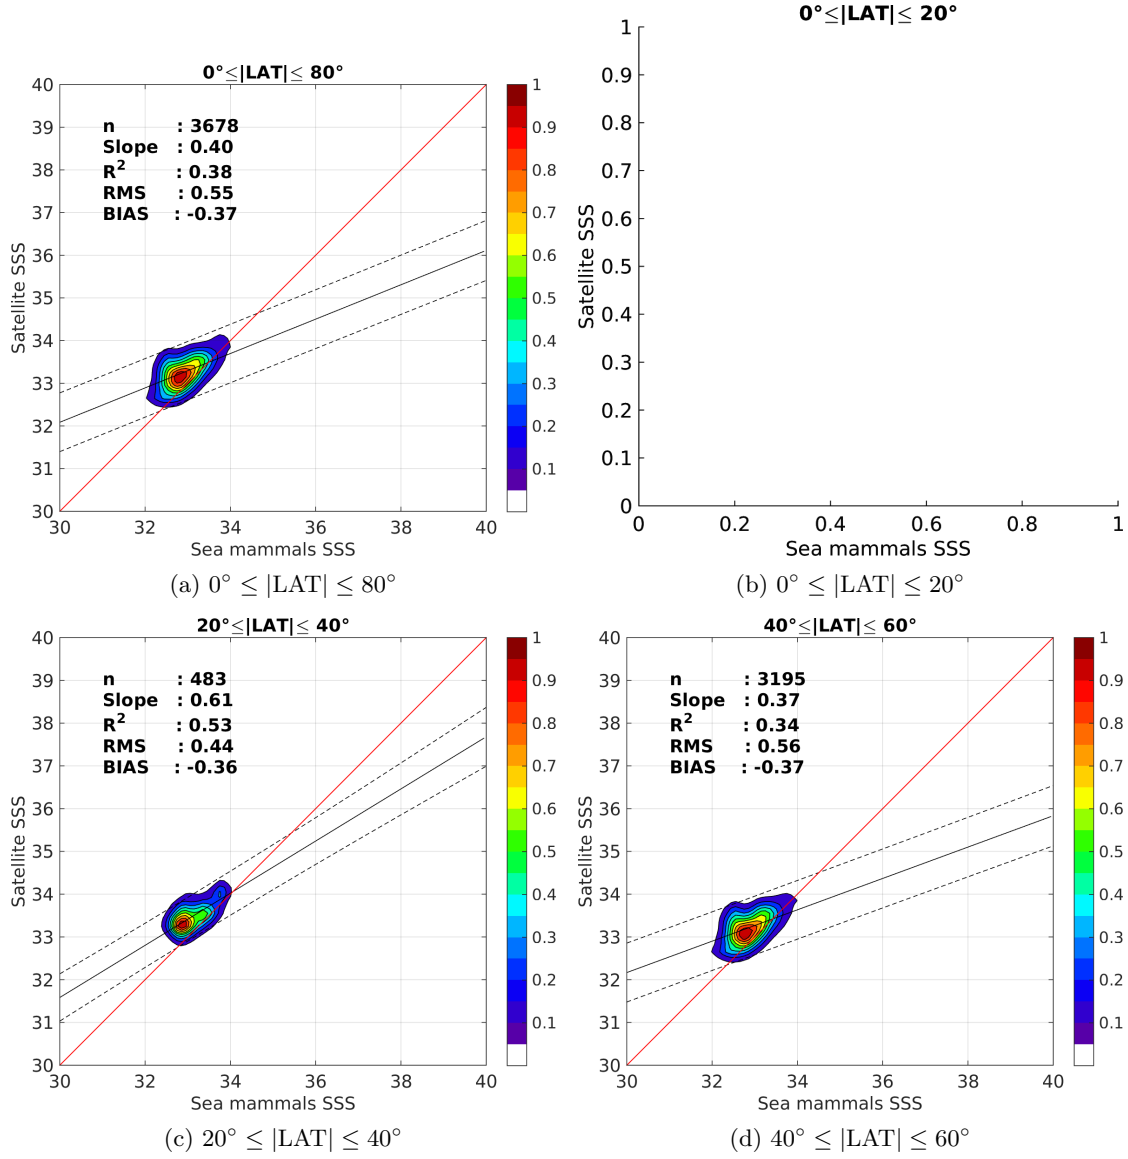 0°≤|LAT|≤ 80°
n : 3678
Slope : 0.40
R² : 0.38
RMS : 0.55
BIAS : -0.37
40
39
38
37
36
35
34
33
32
31
30
Satellite SSS
30 32 34 36 38 40
Sea mammals SSS
1
0.9
0.8
0.7
0.6
0.5
0.4
0.3
0.2
0.1
(a) 0° ≤ |LAT| ≤ 80°
0°≤|LAT|≤ 20°
1
0.9
0.8
0.7
0.6
0.5
0.4
0.3
0.2
0.1
0
Satellite SSS
0 0.2 0.4 0.6 0.8 1
Sea mammals SSS
(b) 0° ≤ |LAT| ≤ 20°
20°≤|LAT|≤ 40°
n : 483
Slope : 0.61
R² : 0.53
RMS : 0.44
BIAS : -0.36
40
39
38
37
36
35
34
33
32
31
30
Satellite SSS
30 32 34 36 38 40
Sea mammals SSS
1
0.9
0.8
0.7
0.6
0.5
0.4
0.3
0.2
0.1
(c) 20° ≤ |LAT| ≤ 40°
40°≤|LAT|≤ 60°
n : 3195
Slope : 0.37
R² : 0.34
RMS : 0.56
BIAS : -0.37
40
39
38
37
36
35
34
33
32
31
30
Satellite SSS
30 32 34 36 38 40
Sea mammals SSS
1
0.9
0.8
0.7
0.6
0.5
0.4
0.3
0.2
0.1
(d) 40° ≤ |LAT| ≤ 60°